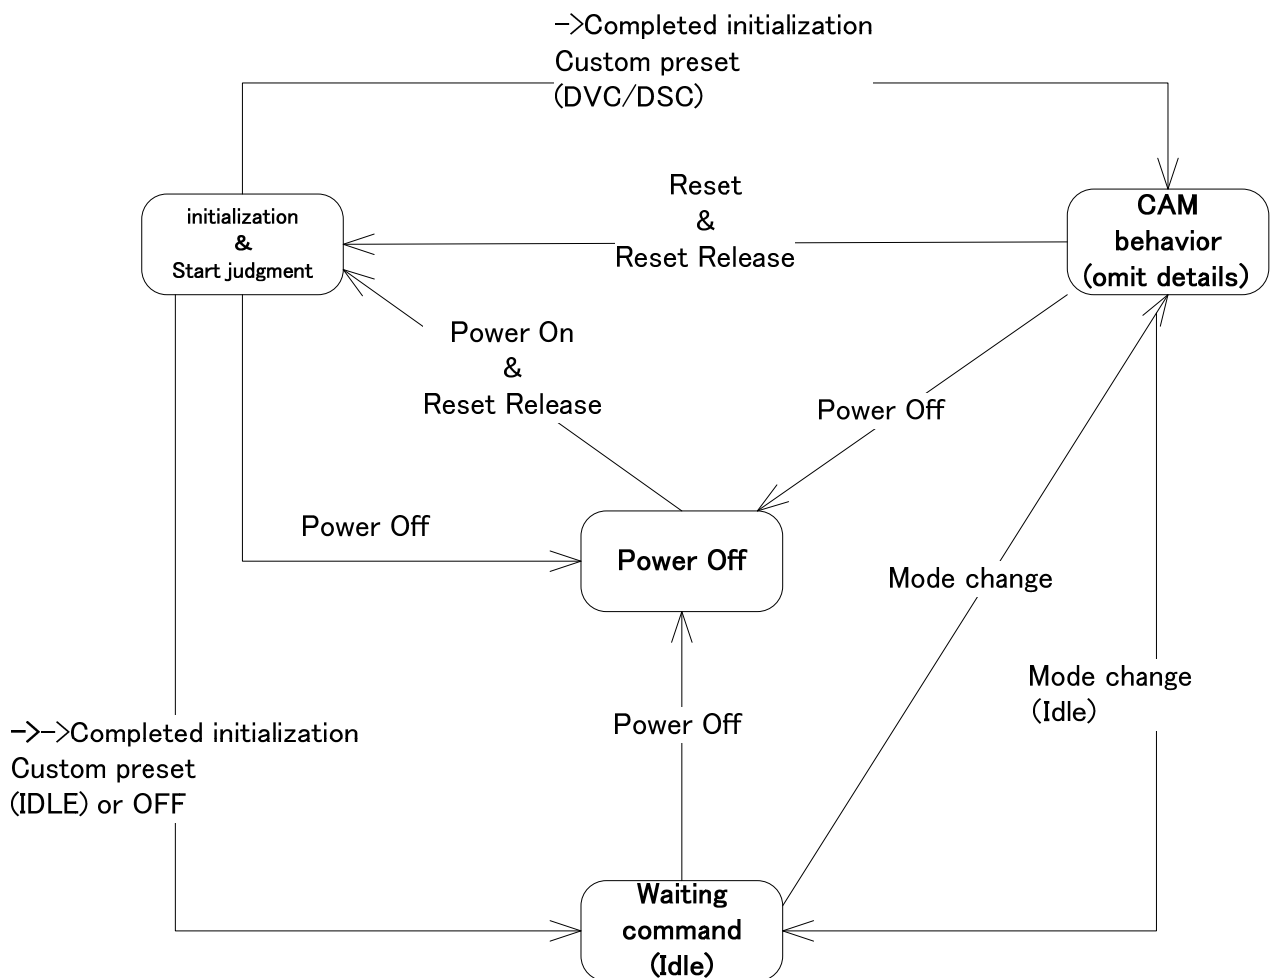 ->Completed initialization
Custom preset
(DVC/DSC)
Reset
&
Reset Release
initialization
&
Start judgment
CAM
behavior
(omit details)
Power On
&
Reset Release
Power Off
Power Off
Power Off
Mode change
Mode change
(Idle)
Power Off
->->Completed initialization
Custom preset
(IDLE) or OFF
Waiting
command
(Idle)